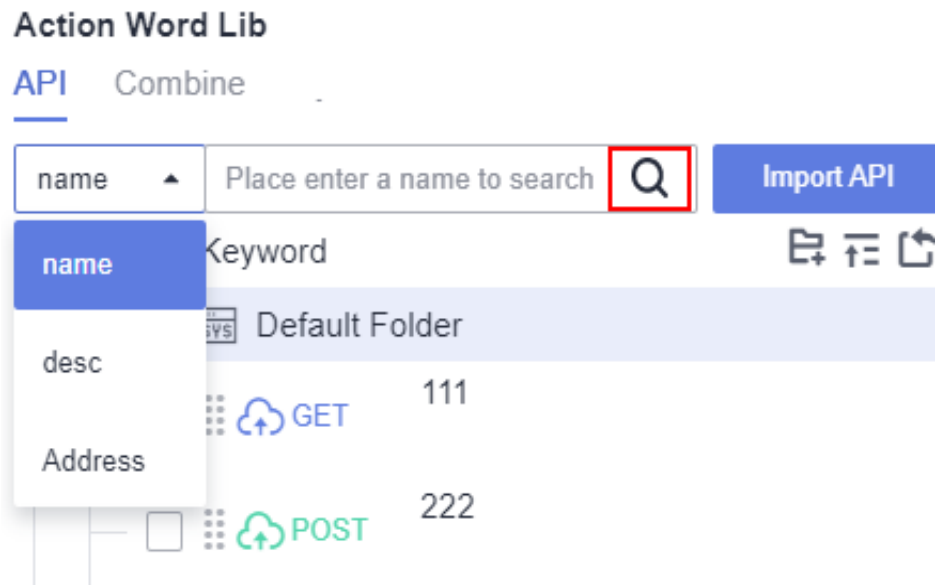 Action Word Lib
API Combine
name Place enter a name to search Import API
name
Keyword
SYS Default Folder
desc
111
GET
Address
222
POST